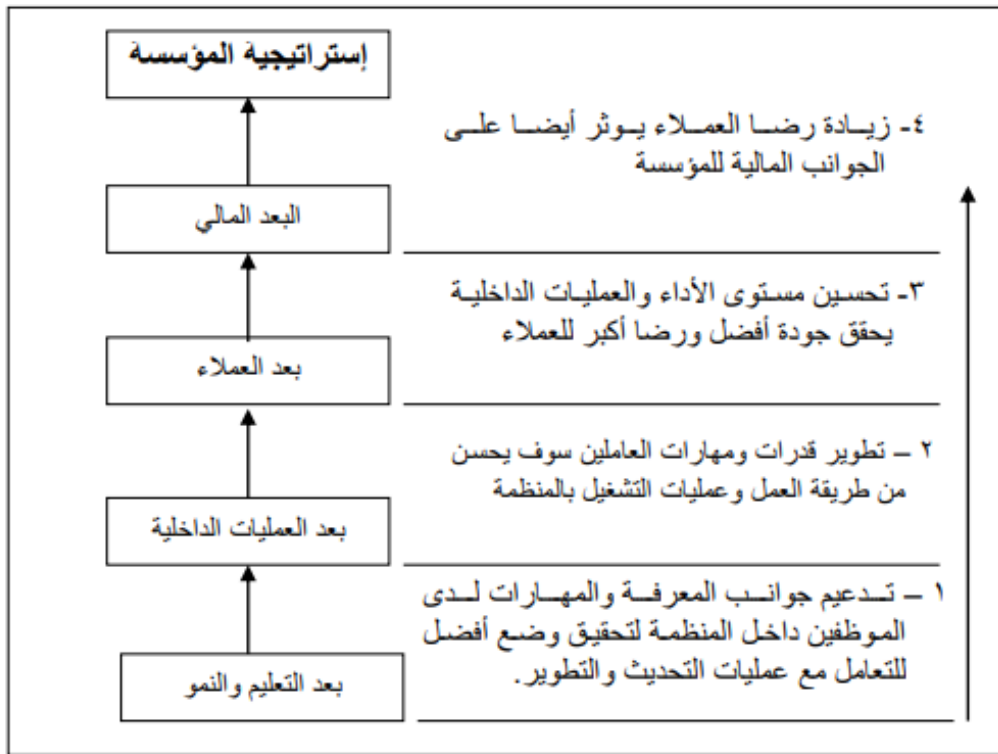 إستراتيجية المؤسسة
٤- زيادة رضا العملاء يوثر أيضا على
الجوانب المالية للمؤسسة
البعد المالي
٣- تحسين مستوى الأداء والعمليات الداخلية
يحقق جودة أفضل ورضا أكبر للعملاء
بعد العملاء
٢ – تطوير قدرات ومهارات العاملين سوف يحسن
من طريقة العمل وعمليات التشغيل بالمنظمة
بعد العمليات الداخلية
١ – تدعيم جوانب المعرفة والمهارات لدى
الموظفين داخل المنظمة لتحقيق وضع أفضل
للتعامل مع عمليات التحديث والتطوير.
بعد التعليم والنمو